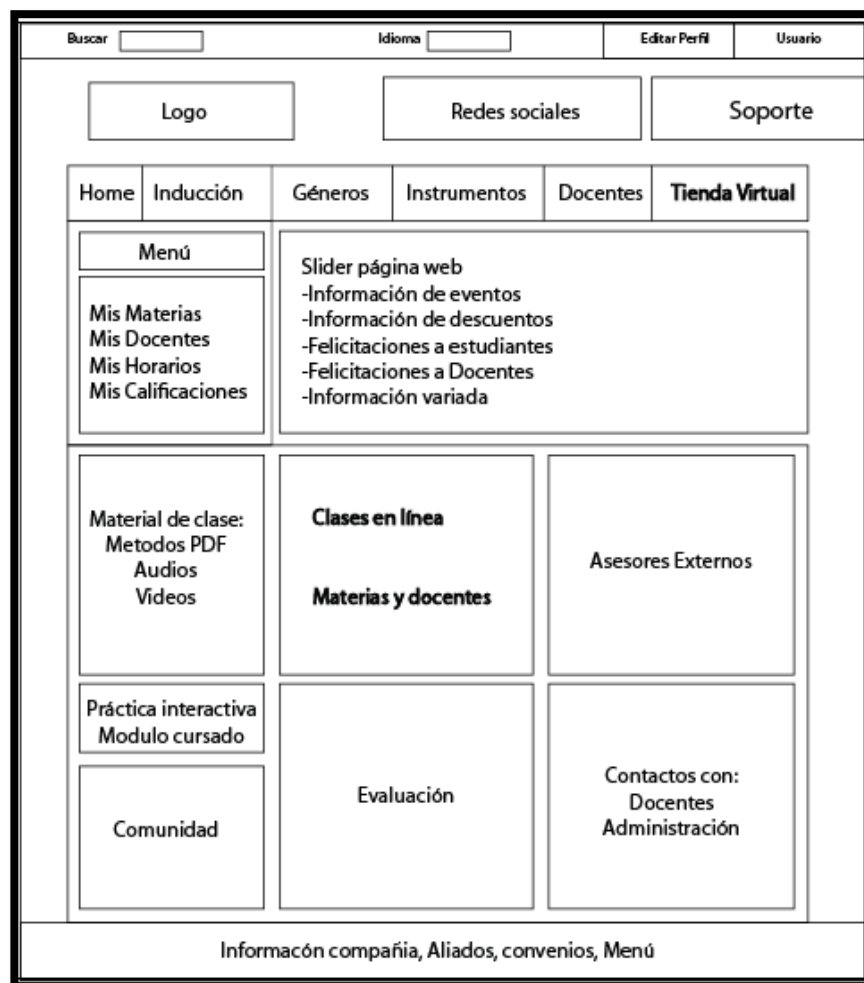 Buscar
Idioma
Editar Perfil
Usuario
Logo
Redes sociales
Soporte
Home
Inducción
Géneros
Instrumentos
Docentes
Tienda Virtual
Menú
Mis Materias
Mis Docentes
Mis Horarios
Mis Calificaciones
Slider página web
-Información de eventos
-Información de descuentos
-Felicitaciones a estudiantes
-Felicitaciones a Docentes
-Información variada
Material de clase:
Metodos PDF
Audios
Videos
Clases en línea
Materias y docentes
Asesores Externos
Práctica interactiva
Modulo cursado
Comunidad
Evaluación
Contactos con:
Docentes
Administración
Informacón compañia, Aliados, convenios, Menú